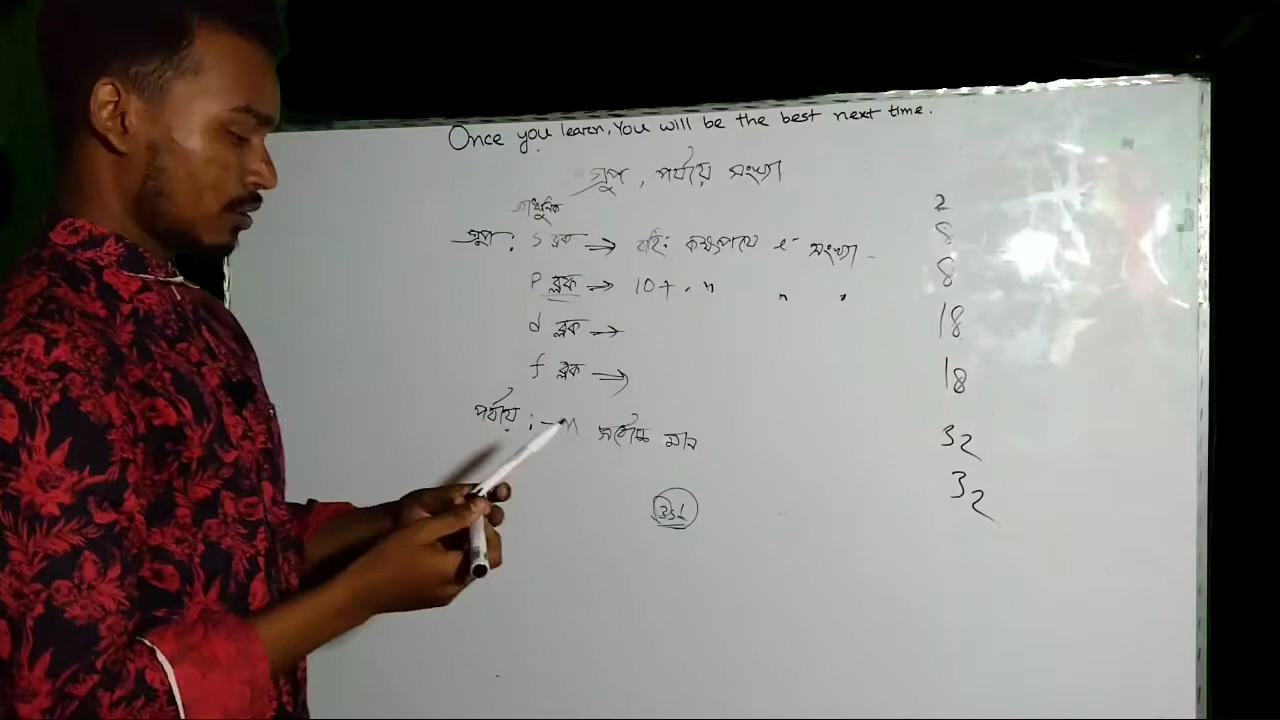 Once you learn, You will be the best next time.
গ্রুপ, পর্যায় সংখ্যা
আধুনিক
গ্রুপ: s ব্লক → বহিঃ কক্ষপথে e⁻ সংখ্যা -
p ব্লক → 10 + " " " "
d ব্লক →
f ব্লক →
পর্যায় : - n সর্বোচ্চ মান
2
8
8
18
18
32
32